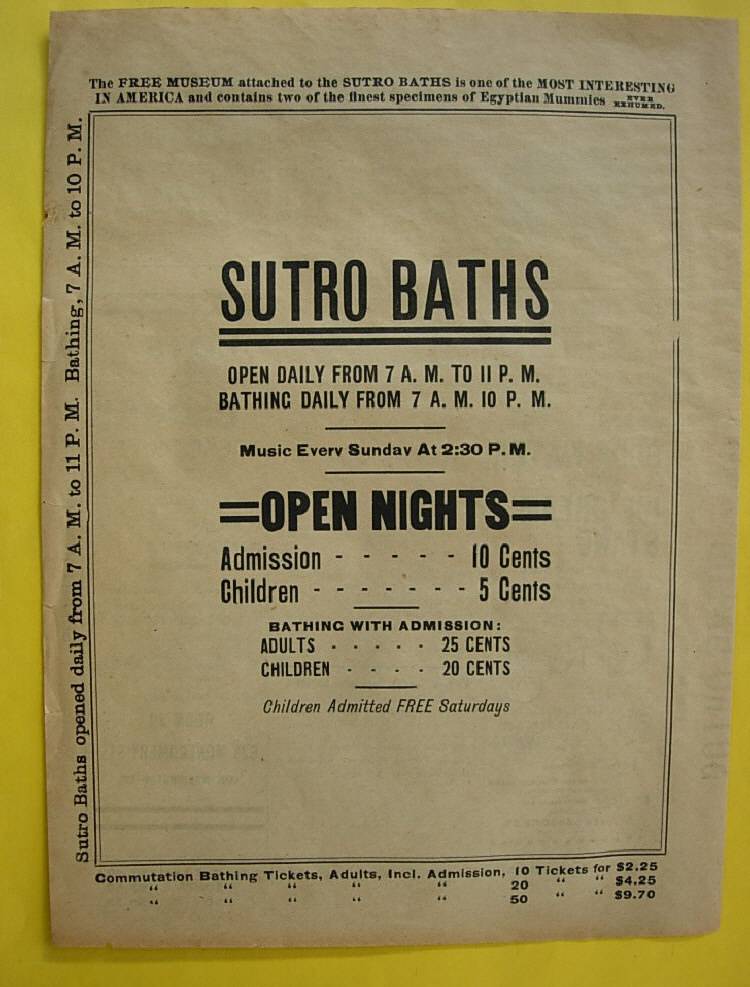 The FREE MUSEUM attached to the SUTRO BATHS is one of the MOST INTERESTING
IN AMERICA and contains two of the finest specimens of Egyptian Mummies EVER EXHUMED.
Sutro Baths opened daily from 7 A. M. to 11 P. M. Bathing, 7 A. M. to 10 P. M.
SUTRO BATHS
OPEN DAILY FROM 7 A. M. TO 11 P. M.
BATHING DAILY FROM 7 A. M. 10 P. M.
Music Every Sunday At 2:30 P. M.
=OPEN NIGHTS=
Admission - - - - - 10 Cents
Children - - - - - - - 5 Cents
BATHING WITH ADMISSION:
ADULTS . . . . . 25 CENTS
CHILDREN - - - - 20 CENTS
Children Admitted FREE Saturdays
Commutation Bathing Tickets, Adults, Incl. Admission, 10 Tickets for $2.25
“ “ “ “ “ 20 “ “ $4.25
“ “ “ “ “ 50 “ “ $9.70